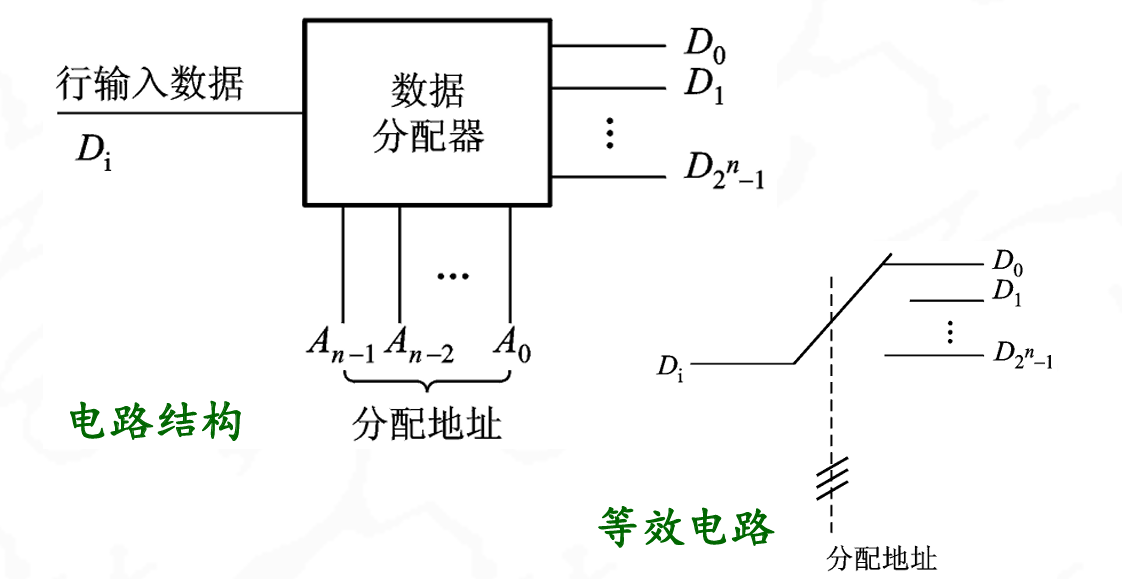 行输入数据
D_i
数据
分配器
D_0
D_1
⋮
D_{2^n−1}
A_{n−1} A_{n−2} ⋯ A_0
分配地址
电路结构
D_i
D_0
D_1
⋮
D_{2^n−1}
等效电路
分配地址